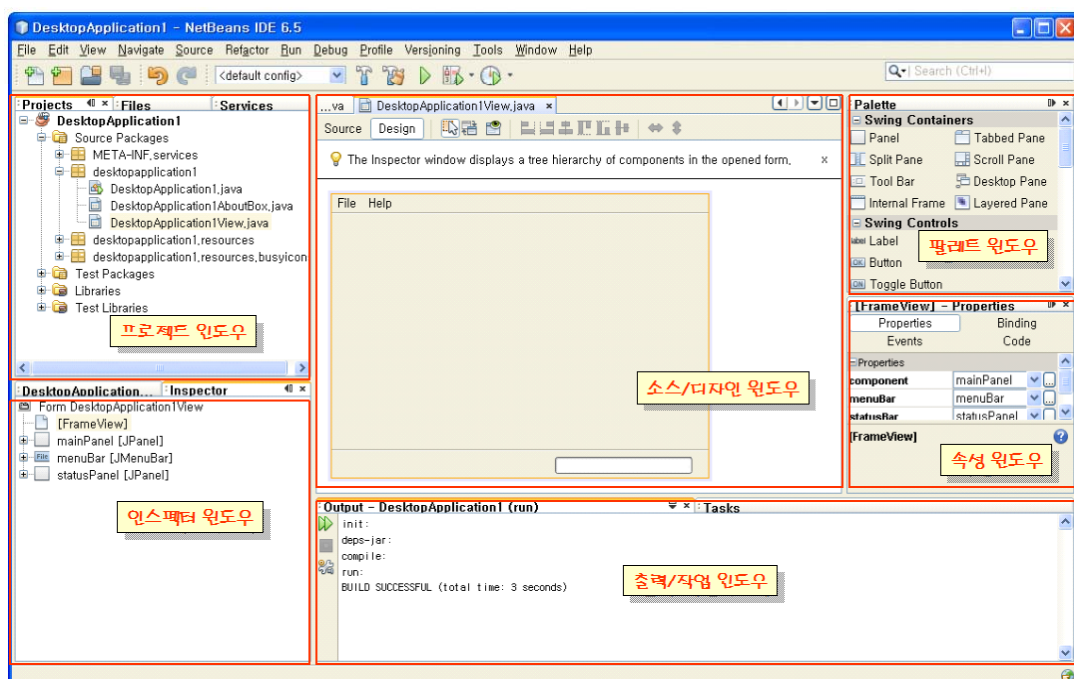 DesktopApplication1 - NetBeans IDE 6.5
File Edit View Navigate Source Refactor Run Debug Profile Versioning Tools Window Help
<default config>
Search (Ctrl+I)
Projects Files Services
DesktopApplication1
Source Packages
META-INF.services
desktopapplication1
DesktopApplication1.java
DesktopApplication1AboutBox.java
DesktopApplication1View.java
desktopapplication1.resources
desktopapplication1.resources.busyicon
Test Packages
Libraries
Test Libraries
프로젝트 윈도우
DesktopApplication... Inspector
Form DesktopApplication1View
[FrameView]
mainPanel [JPanel]
menuBar [JMenuBar]
statusPanel [JPanel]
인스펙터 윈도우
...va DesktopApplication1View.java
Source Design
The Inspector window displays a tree hierarchy of components in the opened form.
File Help
소스/디자인 윈도우
Output - DesktopApplication1 (run) Tasks
init:
deps-jar:
compile:
run:
BUILD SUCCESSFUL (total time: 3 seconds)
출력/작업 윈도우
Palette
Swing Containers
Panel Tabbed Pane
Split Pane Scroll Pane
Tool Bar Desktop Pane
Internal Frame Layered Pane
Swing Controls
label Label
OK Button
ON Toggle Button
팔레트 윈도우
[FrameView] - Properties
Properties Binding
Events Code
Properties
component mainPanel
menuBar menuBar
statusBar statusPanel
[FrameView]
속성 윈도우